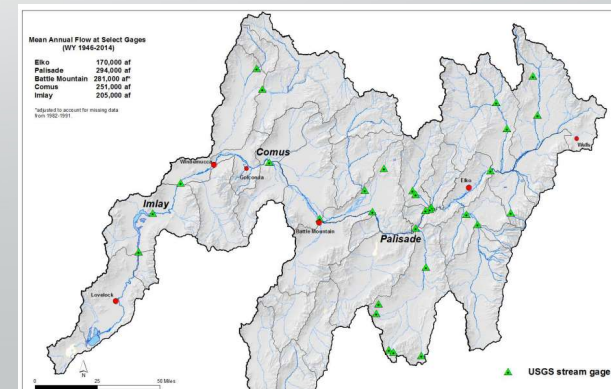 Mean Annual Flow at Select Gages
(WY 1946-2014)
Elko 170,000 af
Palisade 294,000 af
Battle Mountain 281,000 af*
Comus 251,000 af
Imlay 205,000 af
*adjusted to account for missing data
from 1982-1991.
Comus
Winnemucca
Golconda
Wells
Elko
Imlay
Battle Mountain
Palisade
Lovelock
N
0 25 50 Miles
USGS stream gage